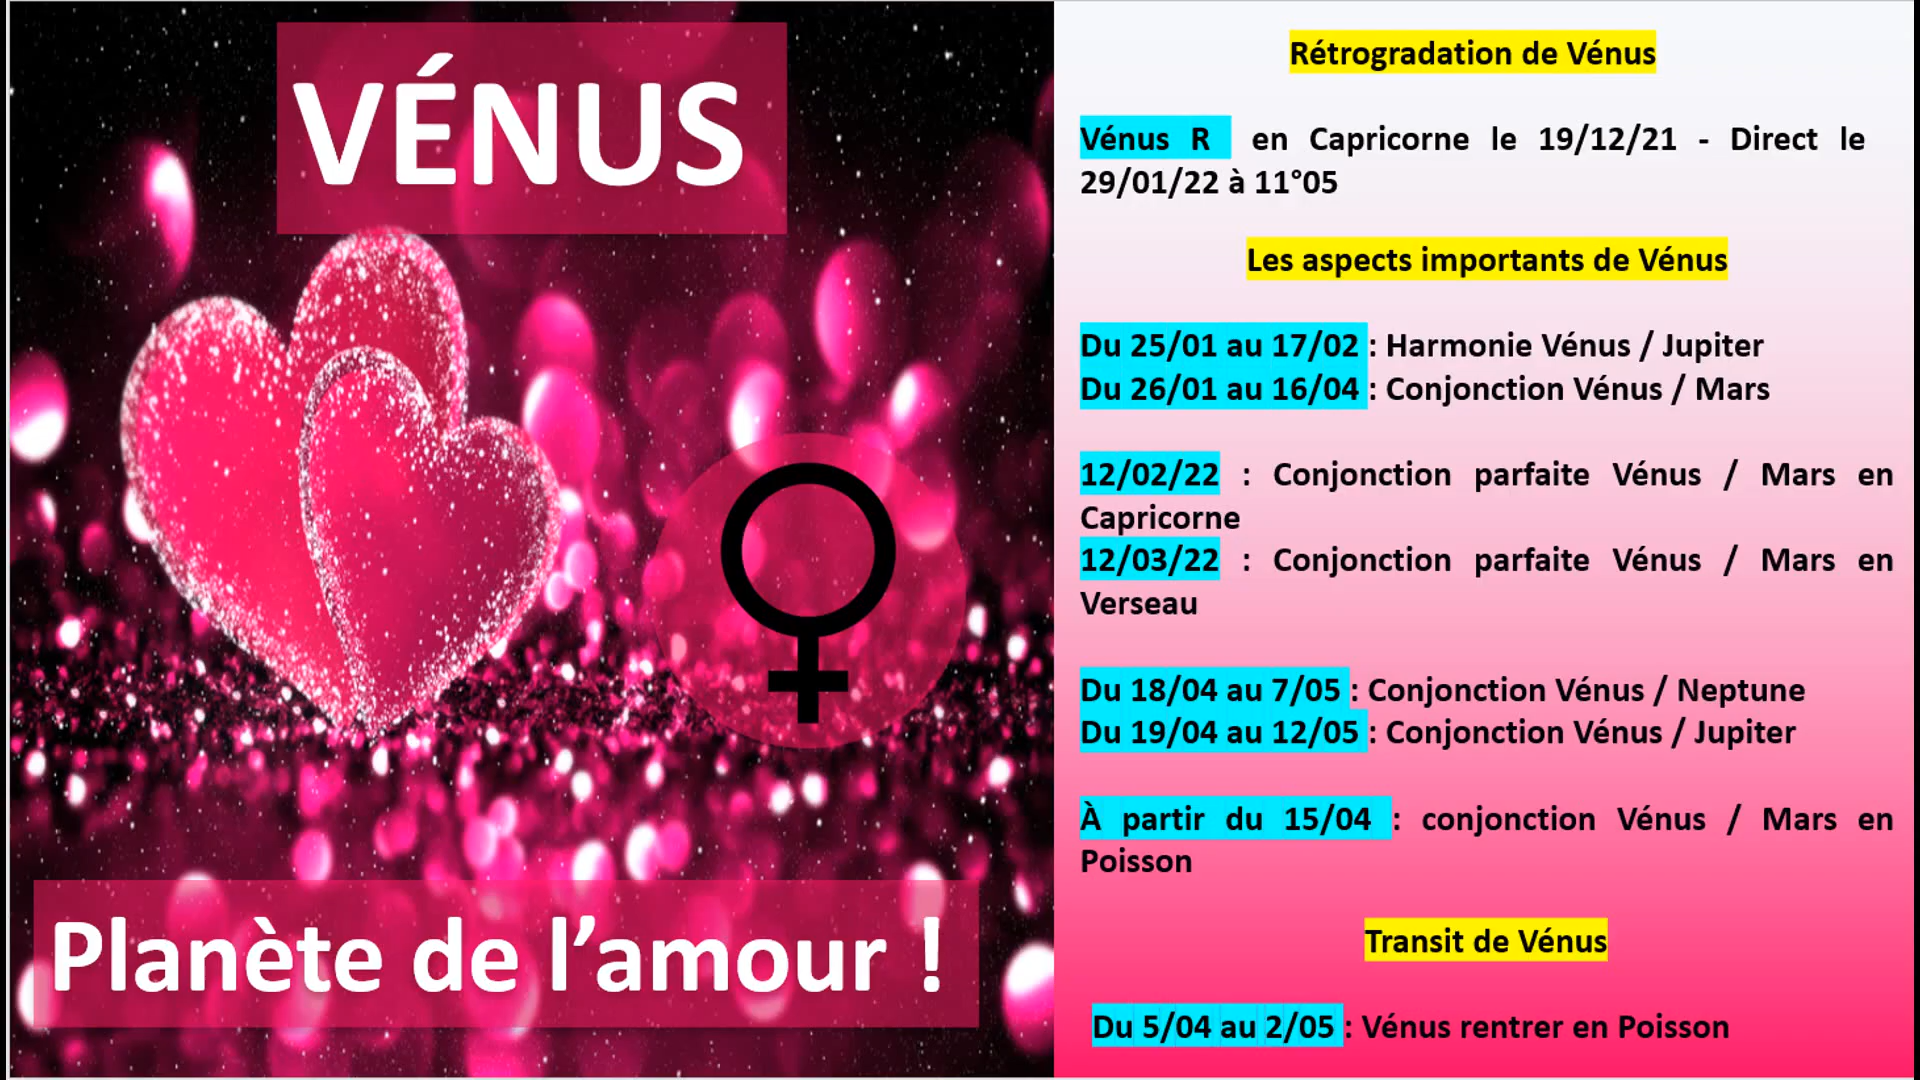 VÉNUS
Planète de l’amour !
Rétrogradation de Vénus
Vénus R en Capricorne le 19/12/21 - Direct le
29/01/22 à 11°05
Les aspects importants de Vénus
Du 25/01 au 17/02 : Harmonie Vénus / Jupiter
Du 26/01 au 16/04 : Conjonction Vénus / Mars
12/02/22 : Conjonction parfaite Vénus / Mars en
Capricorne
12/03/22 : Conjonction parfaite Vénus / Mars en
Verseau
Du 18/04 au 7/05 : Conjonction Vénus / Neptune
Du 19/04 au 12/05 : Conjonction Vénus / Jupiter
À partir du 15/04 : conjonction Vénus / Mars en
Poisson
Transit de Vénus
Du 5/04 au 2/05 : Vénus rentrer en Poisson